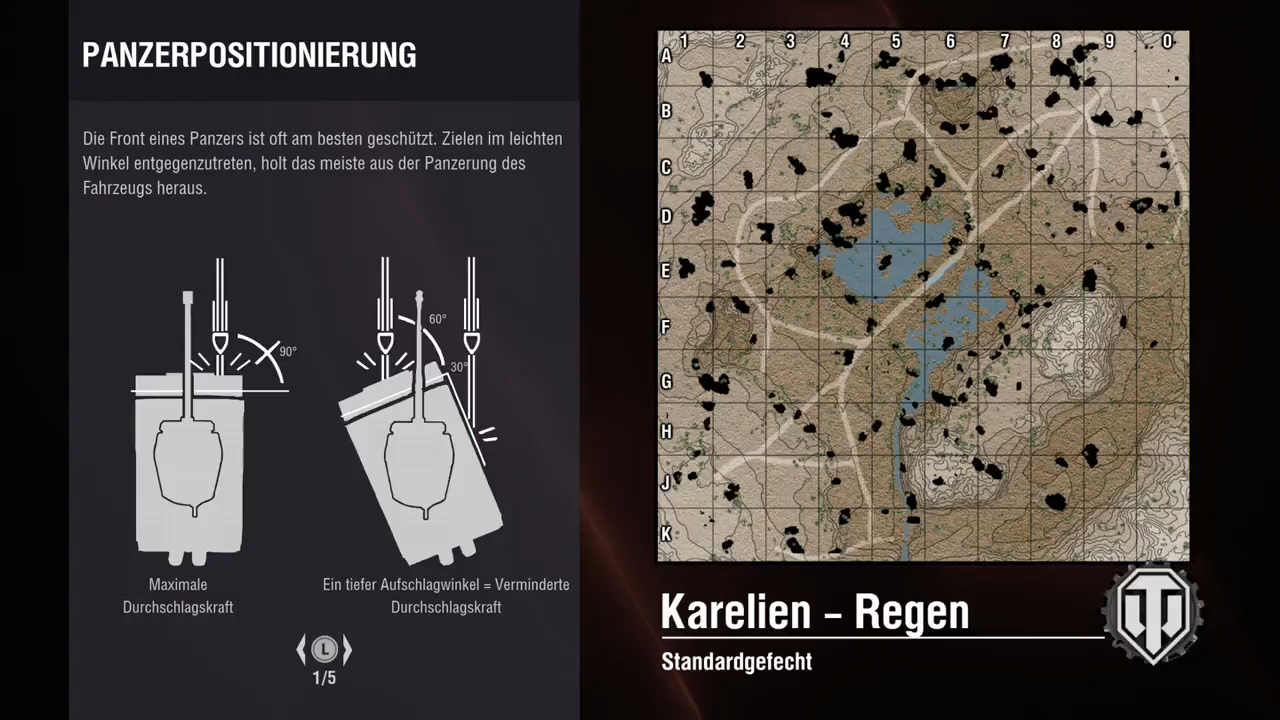 PANZERPOSITIONIERUNG
Die Front eines Panzers ist oft am besten geschützt. Zielen im leichten
Winkel entgegenzutreten, holt das meiste aus der Panzerung des
Fahrzeugs heraus.
90°
60°
30°
Maximale
Durchschlagskraft
Ein tiefer Aufschlagwinkel = Verminderte
Durchschlagskraft
L
1/5
1 2 3 4 5 6 7 8 9 0
A
B
C
D
E
F
G
H
J
K
Karelien – Regen
Standardgefecht